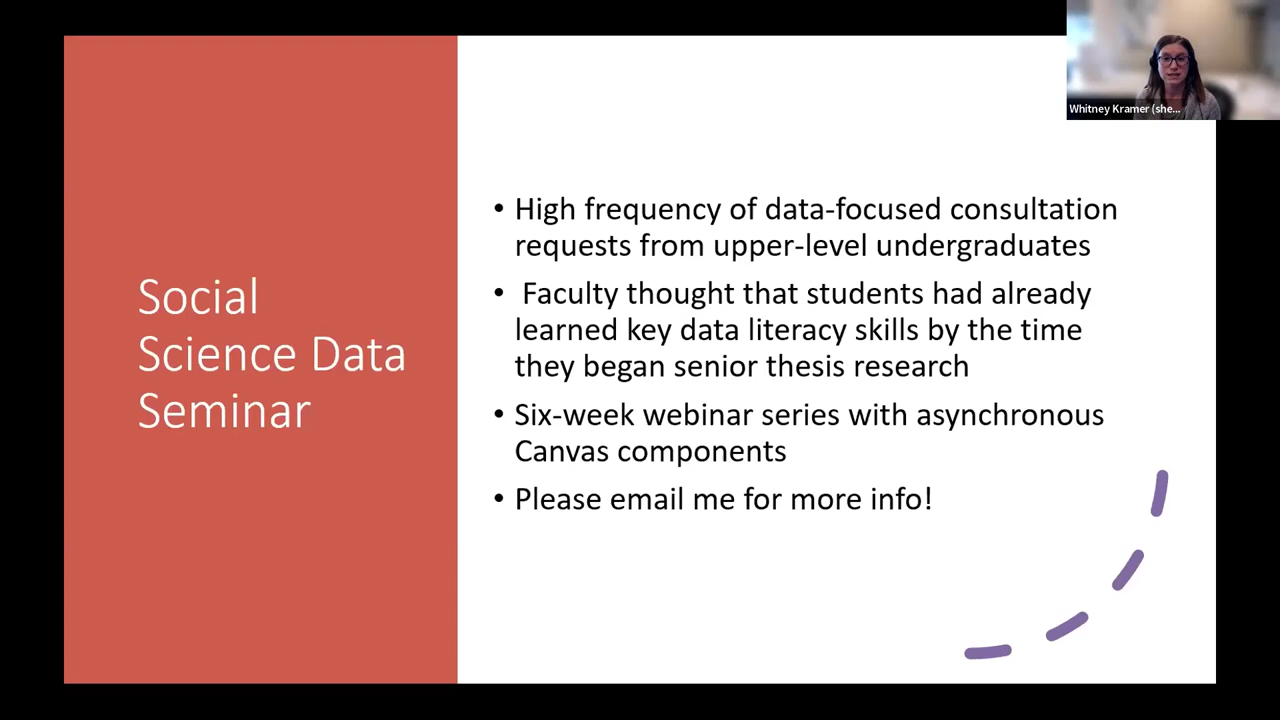 Whitney Kramer (she...
Social
Science Data
Seminar
• High frequency of data-focused consultation
requests from upper-level undergraduates
• Faculty thought that students had already
learned key data literacy skills by the time
they began senior thesis research
• Six-week webinar series with asynchronous
Canvas components
• Please email me for more info!